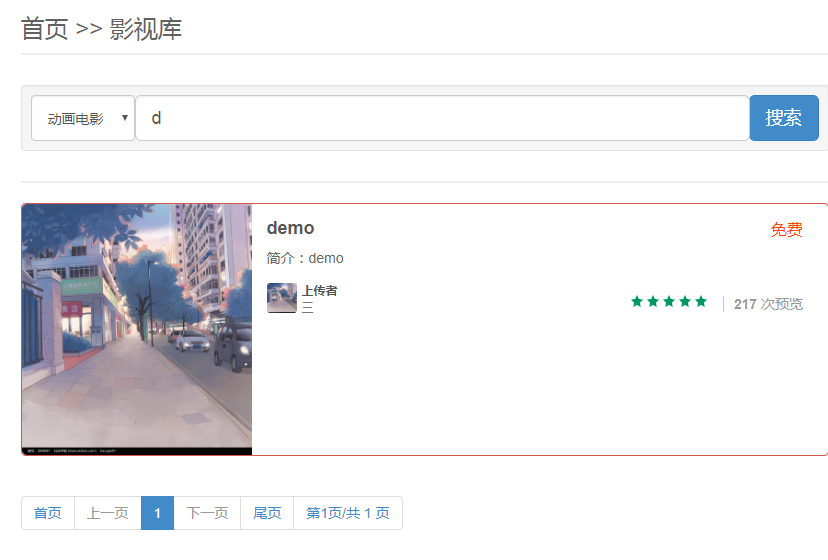 首页 >> 影视库
动画电影 d 搜索
demo 免费
简介：demo
上传者
三
217 次预览
首页 上一页 1 下一页 尾页 第1页/共 1 页